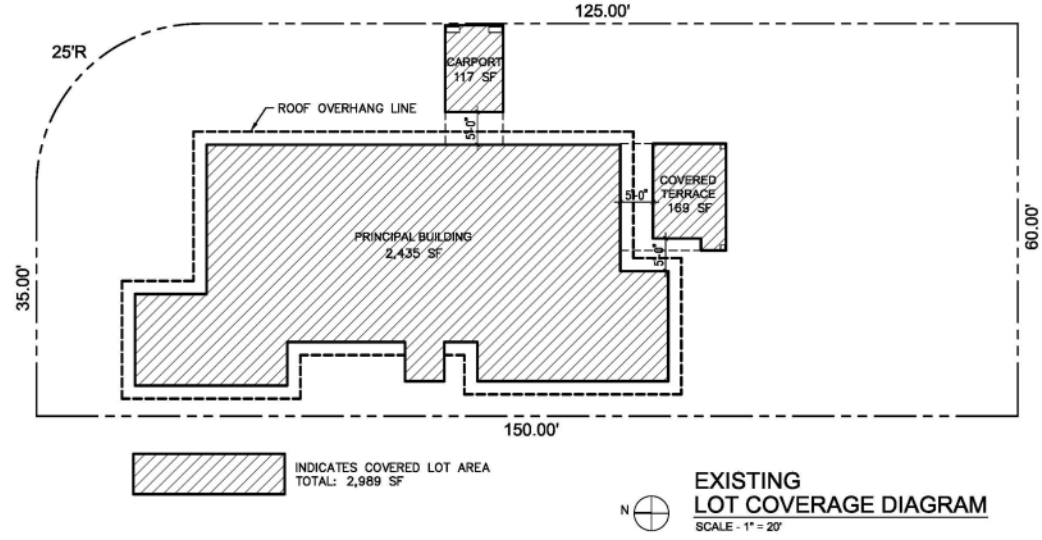 125.00'
25'R
CARPORT
117 SF
ROOF OVERHANG LINE
5'-0"
COVERED
TERRACE
169 SF
5'-0"
PRINCIPAL BUILDING
2,435 SF
5'-0"
60.00'
35.00'
150.00'
INDICATES COVERED LOT AREA
TOTAL: 2,989 SF
EXISTING
LOT COVERAGE DIAGRAM
N
SCALE - 1" = 20'